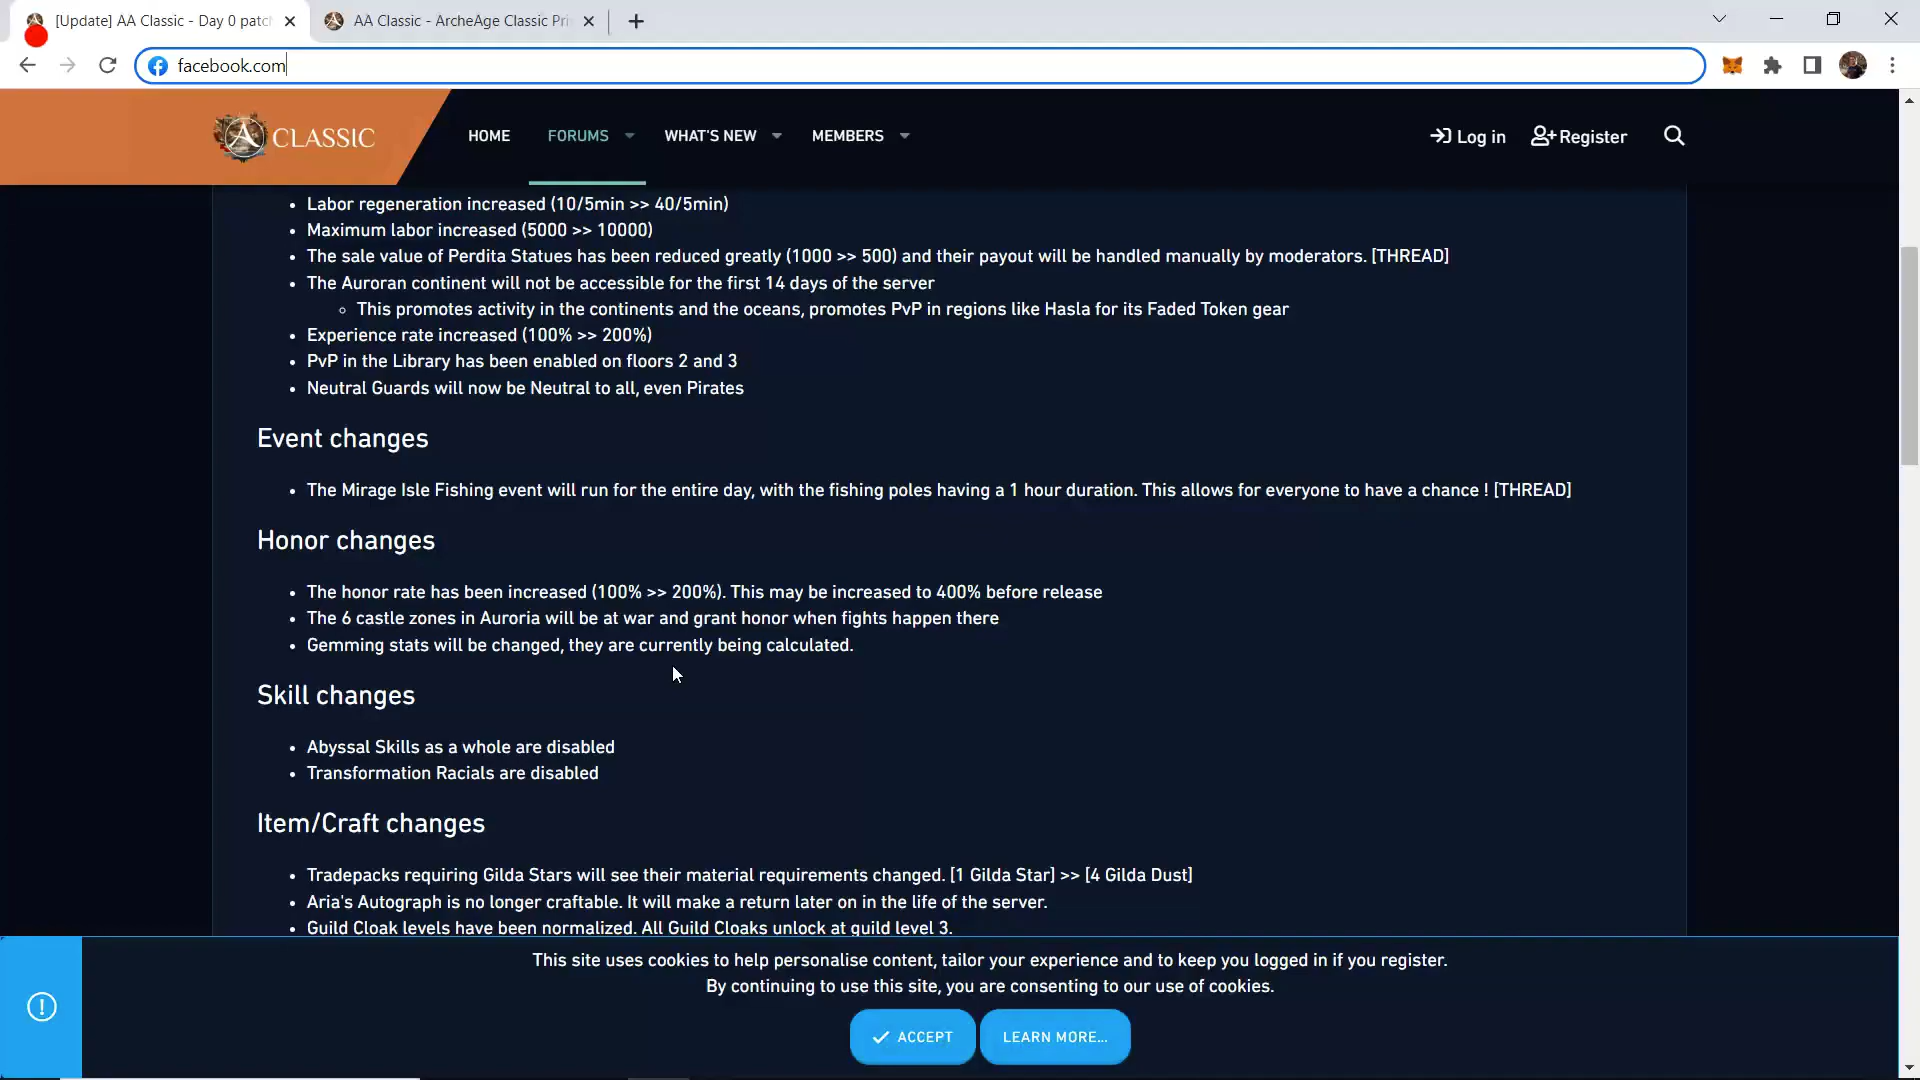 [Update] AA Classic - Day 0 patc
AA Classic - ArcheAge Classic Pri
facebook.com
CLASSIC
HOME
FORUMS
WHAT'S NEW
MEMBERS
Log in
Register
Labor regeneration increased (10/5min >> 40/5min)
Maximum labor increased (5000 >> 10000)
The sale value of Perdita Statues has been reduced greatly (1000 >> 500) and their payout will be handled manually by moderators. [THREAD]
The Auroran continent will not be accessible for the first 14 days of the server
This promotes activity in the continents and the oceans, promotes PvP in regions like Hasla for its Faded Token gear
Experience rate increased (100% >> 200%)
PvP in the Library has been enabled on floors 2 and 3
Neutral Guards will now be Neutral to all, even Pirates
Event changes
The Mirage Isle Fishing event will run for the entire day, with the fishing poles having a 1 hour duration. This allows for everyone to have a chance ! [THREAD]
Honor changes
The honor rate has been increased (100% >> 200%). This may be increased to 400% before release
The 6 castle zones in Auroria will be at war and grant honor when fights happen there
Gemming stats will be changed, they are currently being calculated.
Skill changes
Abyssal Skills as a whole are disabled
Transformation Racials are disabled
Item/Craft changes
Tradepacks requiring Gilda Stars will see their material requirements changed. [1 Gilda Star] >> [4 Gilda Dust]
Aria's Autograph is no longer craftable. It will make a return later on in the life of the server.
Guild Cloak levels have been normalized. All Guild Cloaks unlock at guild level 3.
This site uses cookies to help personalise content, tailor your experience and to keep you logged in if you register.
By continuing to use this site, you are consenting to our use of cookies.
ACCEPT
LEARN MORE...